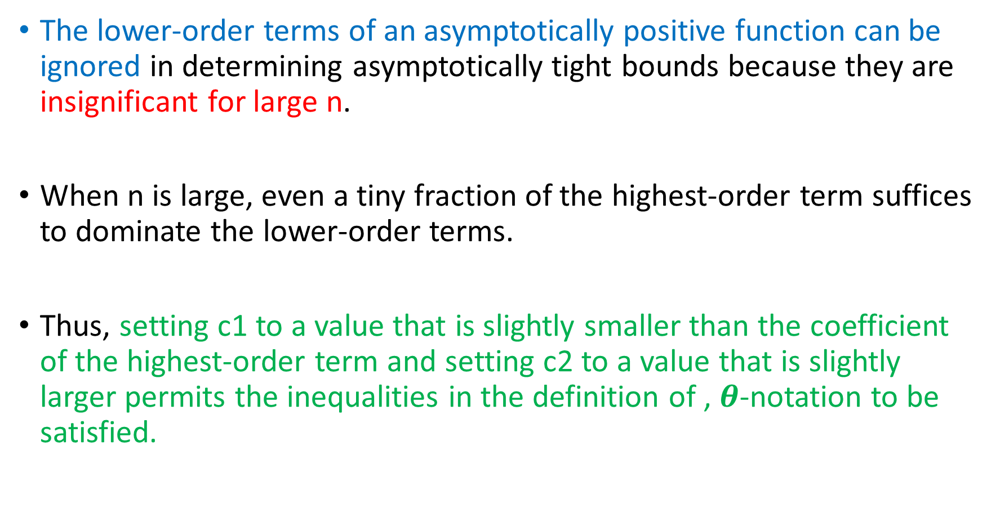 • The lower-order terms of an asymptotically positive function can be
ignored in determining asymptotically tight bounds because they are
insignificant for large n.
• When n is large, even a tiny fraction of the highest-order term suffices
to dominate the lower-order terms.
• Thus, setting c1 to a value that is slightly smaller than the coefficient
of the highest-order term and setting c2 to a value that is slightly
larger permits the inequalities in the definition of , θ-notation to be
satisfied.